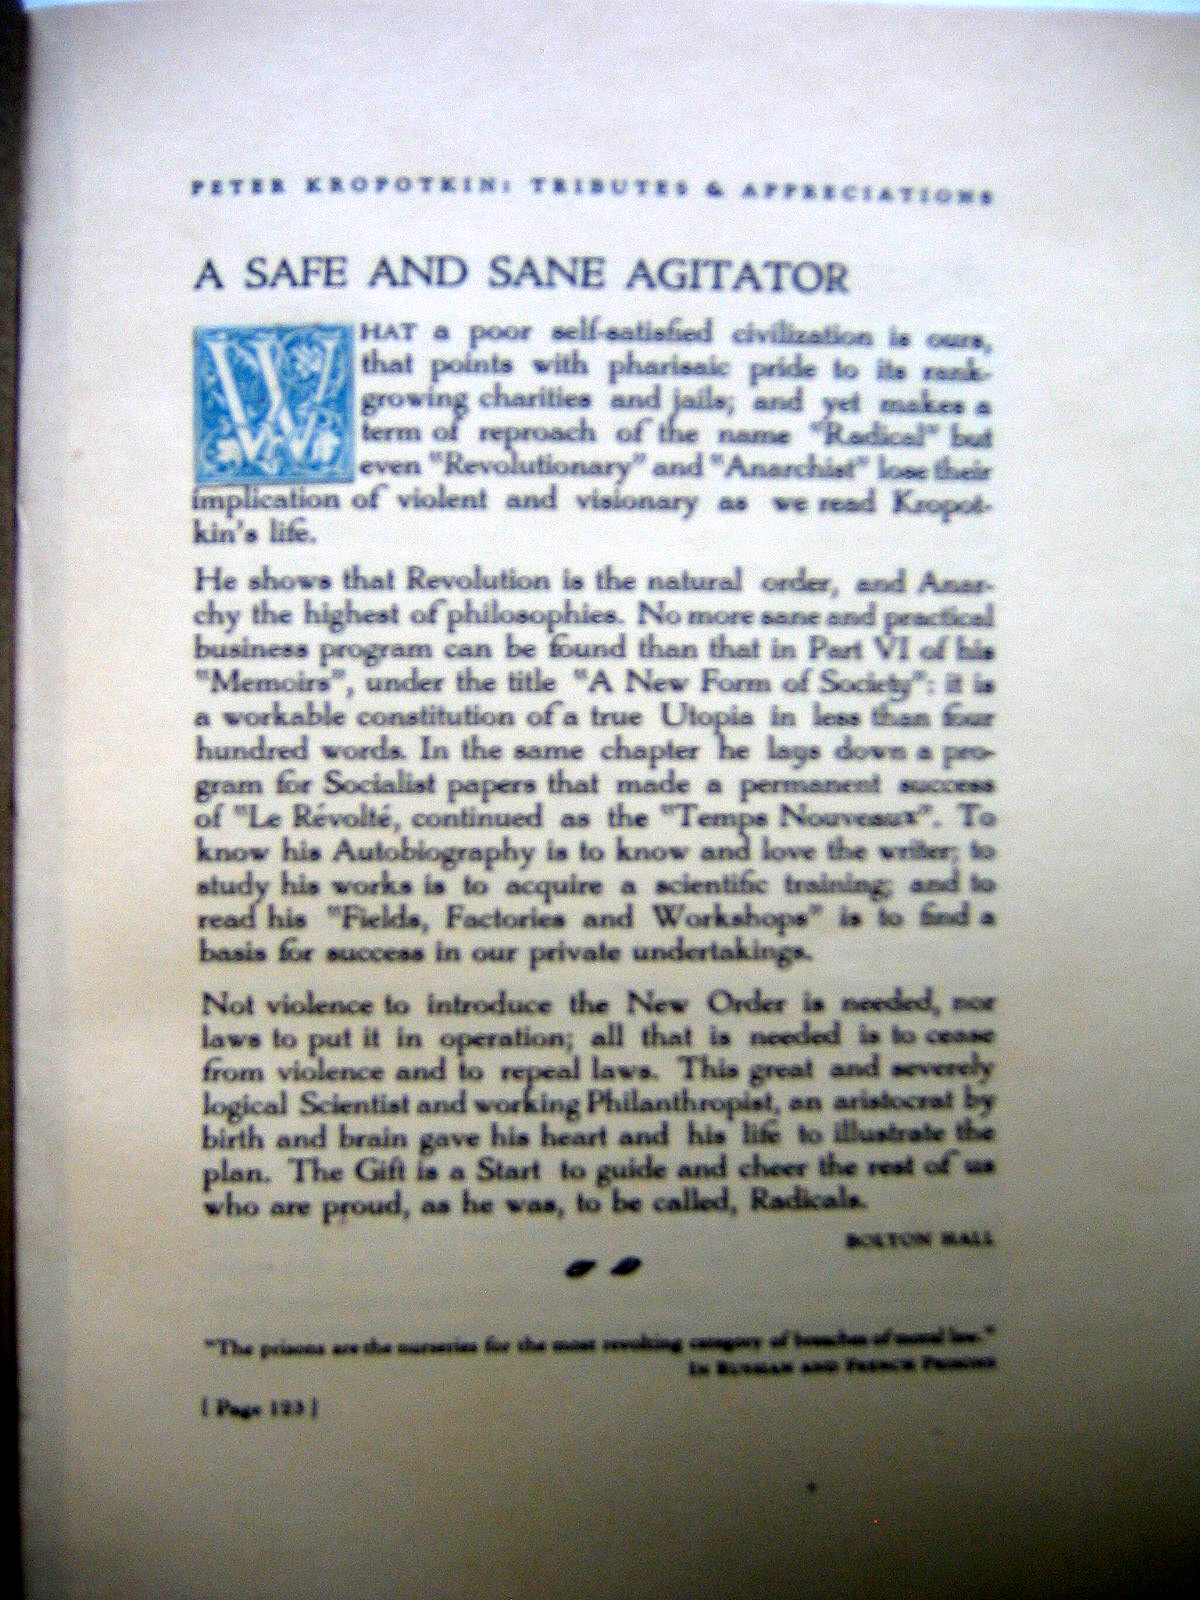 PETER KROPOTKIN: TRIBUTES & APPRECIATIONS
A SAFE AND SANE AGITATOR
WHAT a poor self-satisfied civilization is ours,
that points with pharisaic pride to its rank-
growing charities and jails; and yet makes a
term of reproach of the name "Radical" but
even "Revolutionary" and "Anarchist" lose their
implication of violent and visionary as we read Kropot-
kin's life.
He shows that Revolution is the natural order, and Anar-
chy the highest of philosophies. No more sane and practical
business program can be found than that in Part VI of his
"Memoirs", under the title "A New Form of Society": it is
a workable constitution of a true Utopia in less than four
hundred words. In the same chapter he lays down a pro-
gram for Socialist papers that made a permanent success
of "Le Révolté, continued as the "Temps Nouveaux". To
know his Autobiography is to know and love the writer; to
study his works is to acquire a scientific training; and to
read his "Fields, Factories and Workshops" is to find a
basis for success in our private undertakings.
Not violence to introduce the New Order is needed, nor
laws to put it in operation; all that is needed is to cease
from violence and to repeal laws. This great and severely
logical Scientist and working Philanthropist, an aristocrat by
birth and brain gave his heart and his life to illustrate the
plan. The Gift is a Start to guide and cheer the rest of us
who are proud, as he was, to be called, Radicals.
BOLTON HALL
"The prisons are the nurseries for the most revolting category of breaches of moral law."
IN RUSSIAN AND FRENCH PRISONS
[ Page 123 ]